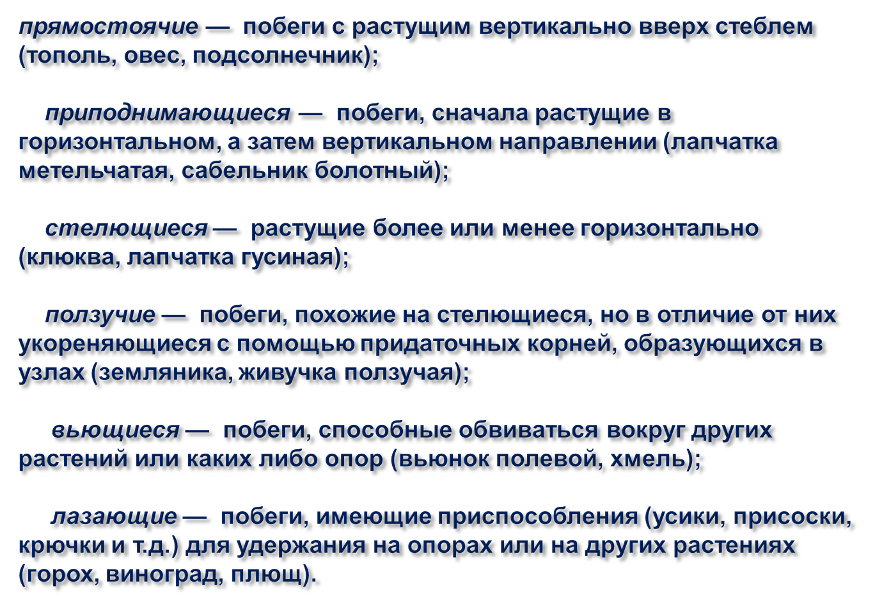 прямостоячие — побеги с растущим вертикально вверх стеблем
(тополь, овес, подсолнечник);
приподнимающиеся — побеги, сначала растущие в
горизонтальном, а затем вертикальном направлении (лапчатка
метельчатая, сабельник болотный);
стелющиеся — растущие более или менее горизонтально
(клюква, лапчатка гусиная);
ползучие — побеги, похожие на стелющиеся, но в отличие от них
укореняющиеся с помощью придаточных корней, образующихся в
узлах (земляника, живучка ползучая);
вьющиеся — побеги, способные обвиваться вокруг других
растений или каких либо опор (вьюнок полевой, хмель);
лазающие — побеги, имеющие приспособления (усики, присоски,
крючки и т.д.) для удержания на опорах или на других растениях
(горох, виноград, плющ).